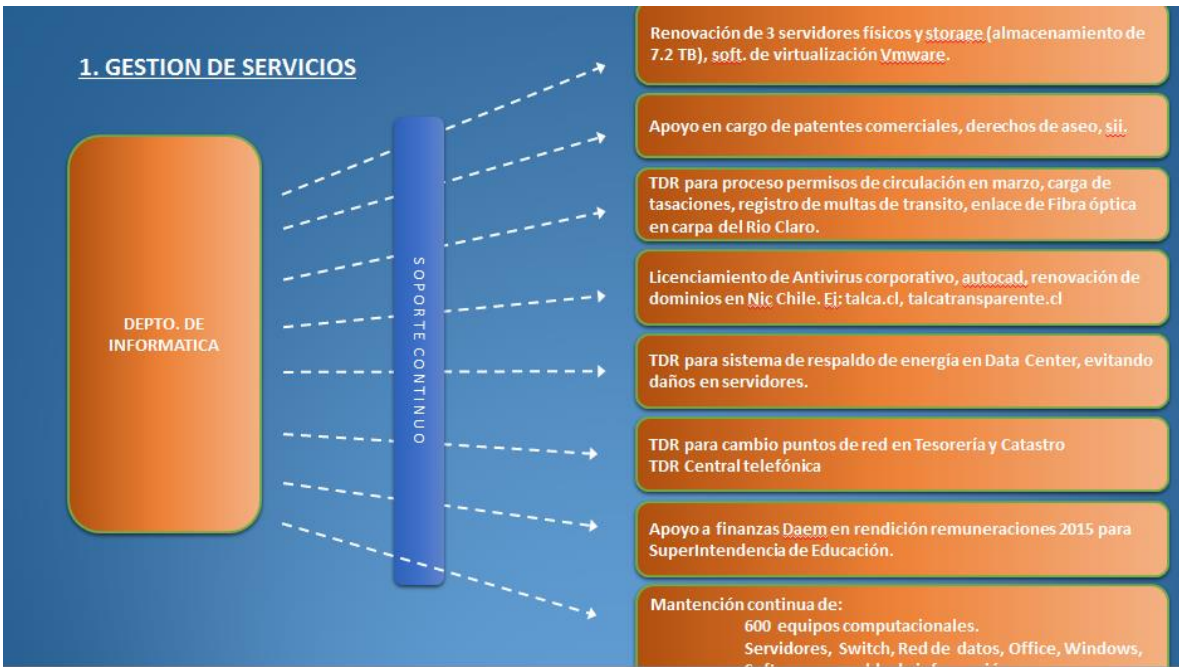 1. GESTION DE SERVICIOS
DEPTO. DE
INFORMATICA
SOPORTE CONTINUO
Renovación de 3 servidores físicos y storage (almacenamiento de
7.2 TB), soft. de virtualización Vmware.
Apoyo en cargo de patentes comerciales, derechos de aseo, sii.
TDR para proceso permisos de circulación en marzo, carga de
tasaciones, registro de multas de transito, enlace de Fibra óptica
en carpa del Rio Claro.
Licenciamiento de Antivirus corporativo, autocad, renovación de
dominios en Nic Chile. Ej: talca.cl, talcatransparente.cl
TDR para sistema de respaldo de energía en Data Center, evitando
daños en servidores.
TDR para cambio puntos de red en Tesorería y Catastro
TDR Central telefónica
Apoyo a finanzas Daem en rendición remuneraciones 2015 para
SuperIntendencia de Educación.
Mantención continua de:
600 equipos computacionales.
Servidores, Switch, Red de datos, Office, Windows,